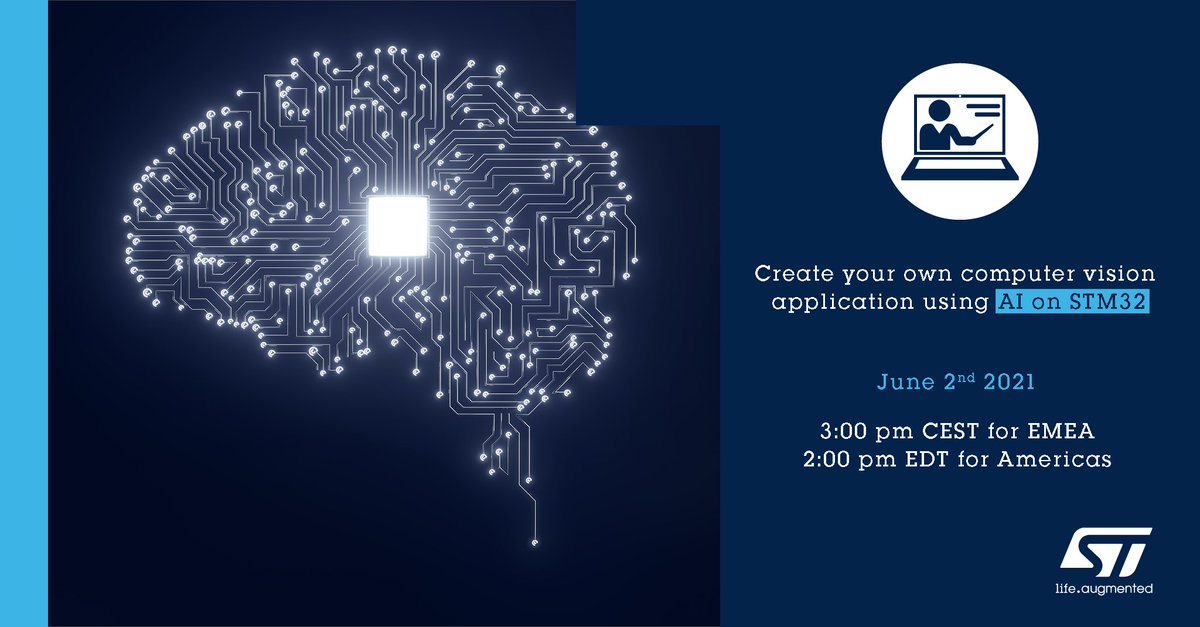 Create your own computer vision
application using AI on STM32
June 2nd 2021
3:00 pm CEST for EMEA
2:00 pm EDT for Americas
ST
life.augmented